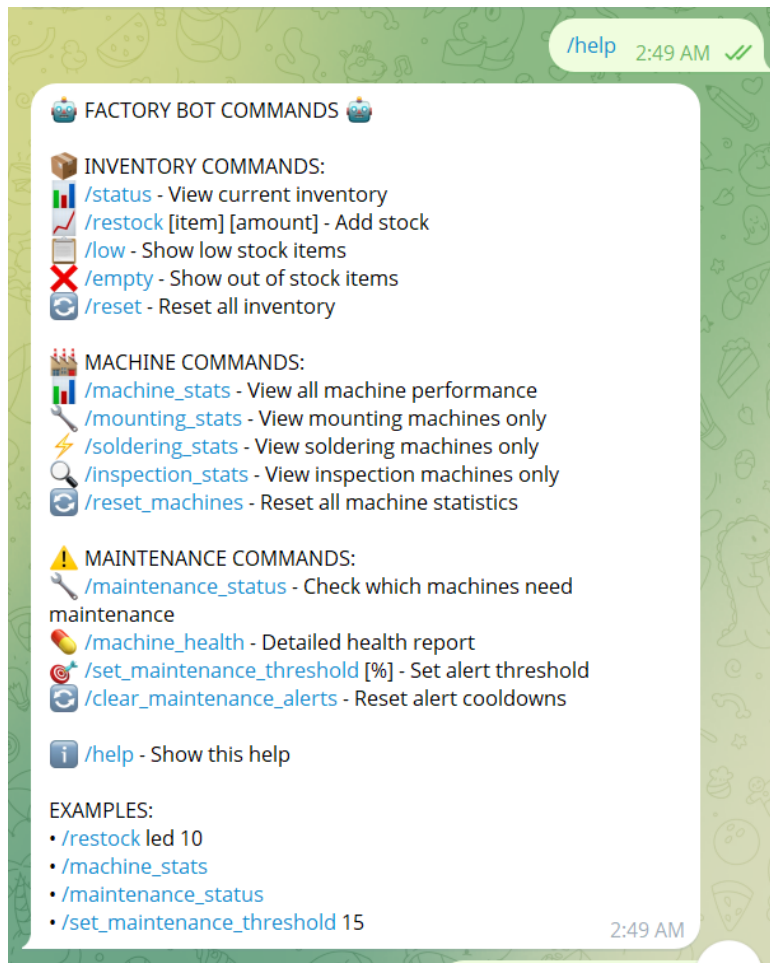 /help 2:49 AM
🤖 FACTORY BOT COMMANDS 🤖
📦 INVENTORY COMMANDS:
📊 /status - View current inventory
📈 /restock [item] [amount] - Add stock
📋 /low - Show low stock items
❌ /empty - Show out of stock items
🔄 /reset - Reset all inventory
🏭 MACHINE COMMANDS:
📊 /machine_stats - View all machine performance
🔧 /mounting_stats - View mounting machines only
⚡ /soldering_stats - View soldering machines only
🔍 /inspection_stats - View inspection machines only
🔄 /reset_machines - Reset all machine statistics
⚠️ MAINTENANCE COMMANDS:
🔧 /maintenance_status - Check which machines need
maintenance
💊 /machine_health - Detailed health report
🎯 /set_maintenance_threshold [%] - Set alert threshold
🔄 /clear_maintenance_alerts - Reset alert cooldowns
ℹ️ /help - Show this help
EXAMPLES:
• /restock led 10
• /machine_stats
• /maintenance_status
• /set_maintenance_threshold 15
2:49 AM